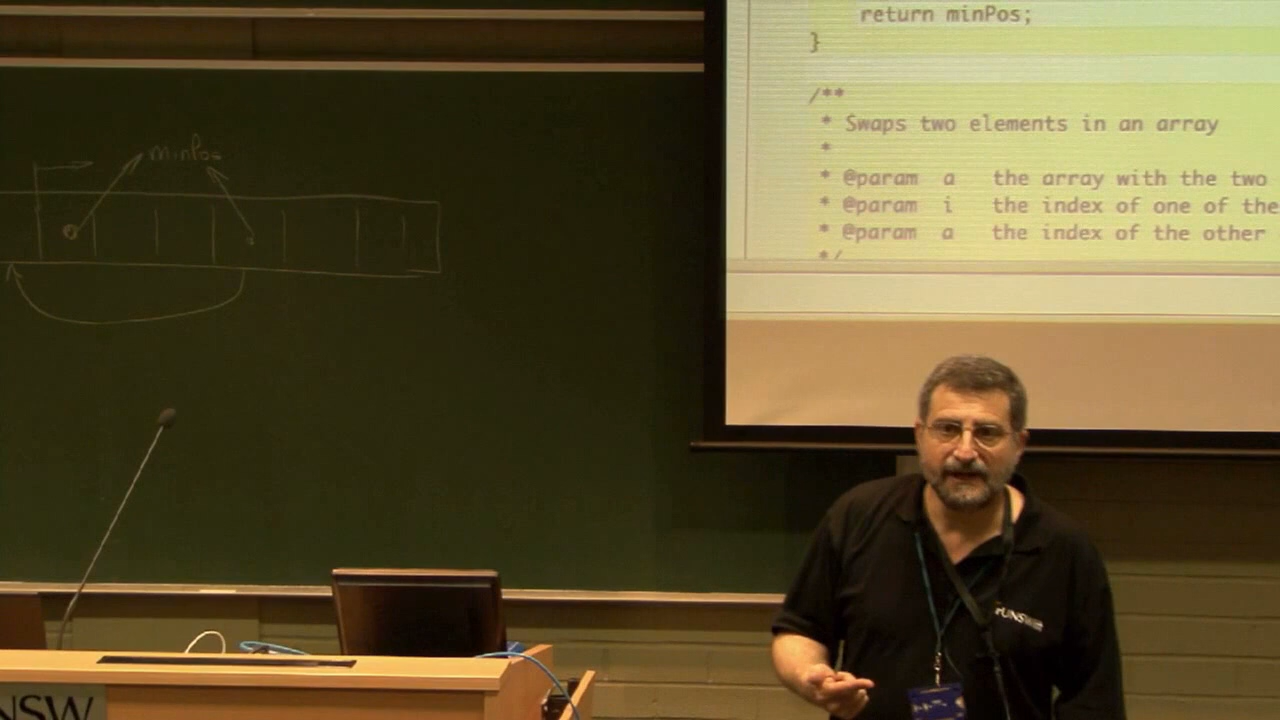 minPos
return minPos;
}
/**
* Swaps two elements in an array
*
* @param a the array with the two
* @param i the index of one of the
* @param a the index of the other
*/
UNSW
NSW